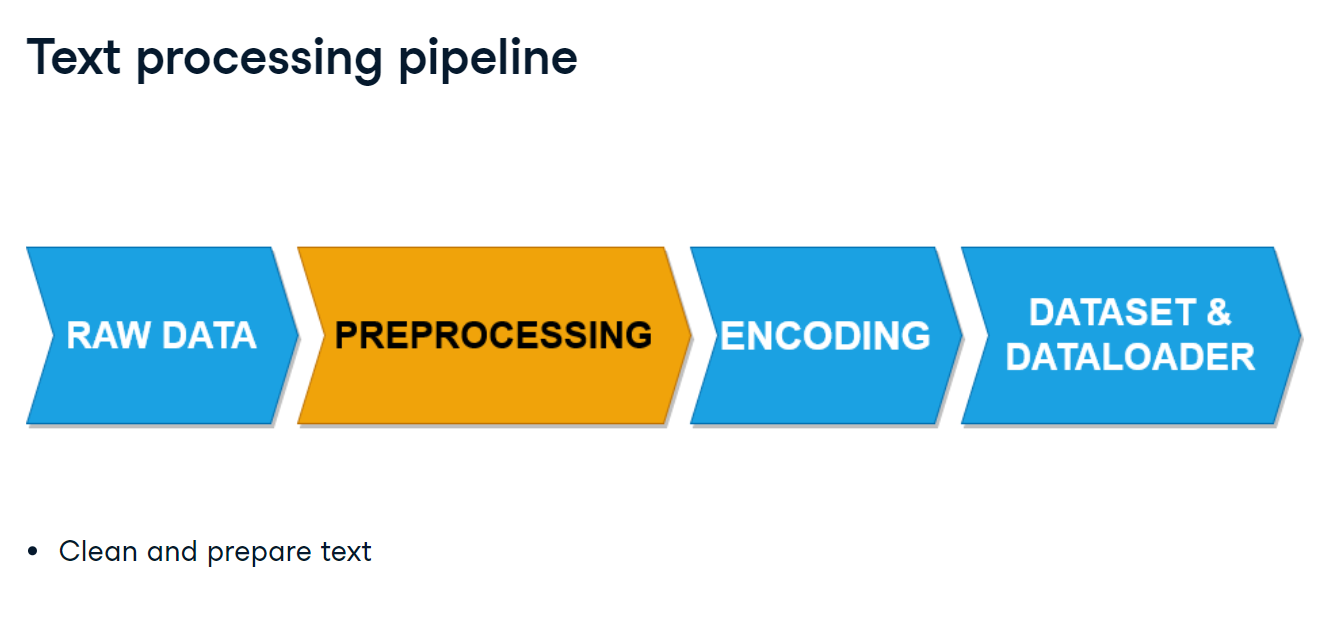 Text processing pipeline
RAW DATA
PREPROCESSING
ENCODING
DATASET &
DATALOADER
• Clean and prepare text